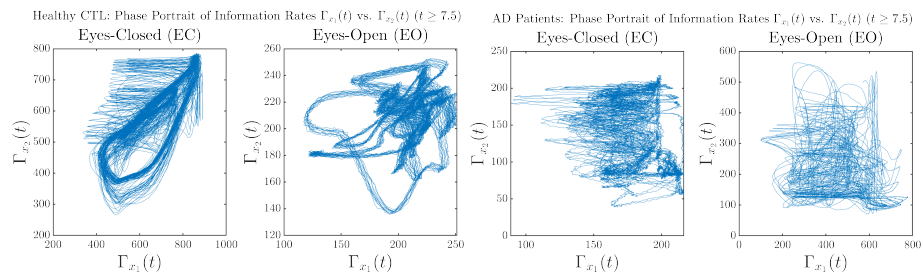 Healthy CTL: Phase Portrait of Information Rates Γx₁(t) vs. Γx₂(t) (t ≥ 7.5)
Eyes-Closed (EC)
Γx₂(t)
800
700
600
500
400
300
200
200 400 600 800 1000
Γx₁(t)
Eyes-Open (EO)
Γx₂(t)
260
240
220
200
180
160
140
120
100 150 200 250
Γx₁(t)
AD Patients: Phase Portrait of Information Rates Γx₁(t) vs. Γx₂(t) (t ≥ 7.5)
Eyes-Closed (EC)
Γx₂(t)
250
200
150
100
50
0
100 150 200
Γx₁(t)
Eyes-Open (EO)
Γx₂(t)
600
500
400
300
200
100
0
0 200 400 600 800
Γx₁(t)